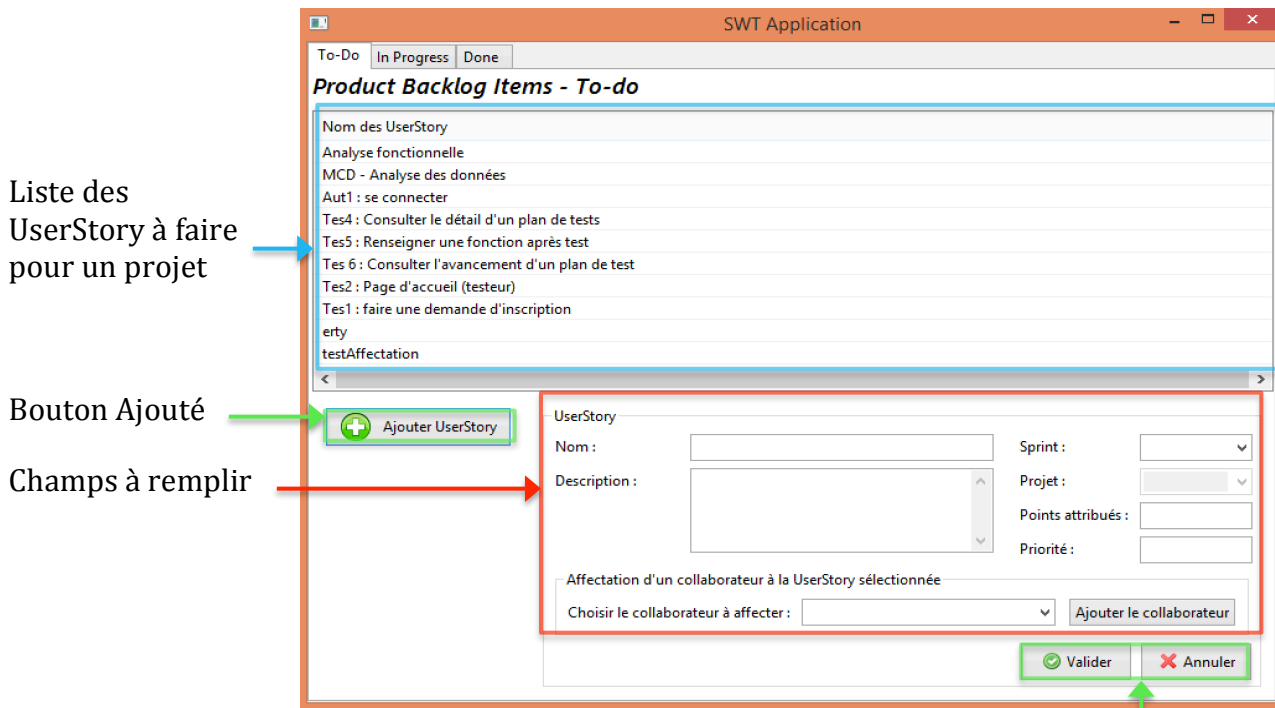 SWT Application
To-Do In Progress Done
Product Backlog Items - To-do
Nom des UserStory
Analyse fonctionnelle
MCD - Analyse des données
Aut1 : se connecter
Tes4 : Consulter le détail d'un plan de tests
Tes5 : Renseigner une fonction après test
Tes 6 : Consulter l'avancement d'un plan de test
Tes2 : Page d'accueil (testeur)
Tes1 : faire une demande d'inscription
erty
testAffectation
Liste des
UserStory à faire
pour un projet
Bouton Ajouté
Champs à remplir
Ajouter UserStory
UserStory
Nom :
Sprint :
Description :
Projet :
Points attribués :
Priorité :
Affectation d'un collaborateur à la UserStory sélectionnée
Choisir le collaborateur à affecter :
Ajouter le collaborateur
Valider
Annuler